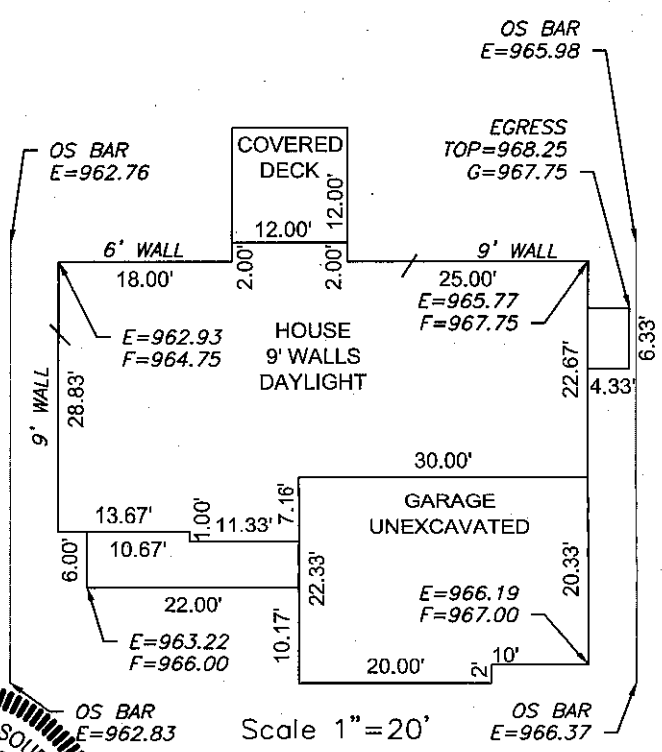 OS BAR
E=965.98
OS BAR
E=962.76
COVERED
DECK
EGRESS
TOP=968.25
G=967.75
12.00'
12.00'
6' WALL
18.00'
2.00'
2.00'
9' WALL
25.00'
E=962.93
F=964.75
HOUSE
9' WALLS
DAYLIGHT
E=965.77
F=967.75
6.33'
4.33'
22.67'
9' WALL
28.83'
30.00'
13.67'
1.00'
11.33'
7.16'
GARAGE
UNEXCAVATED
6.00'
10.67'
22.33'
20.33'
22.00'
E=966.19
F=967.00
10.17'
E=963.22
F=966.00
20.00'
2'
10'
OS BAR
E=962.83
Scale 1"=20'
OS BAR
E=966.37